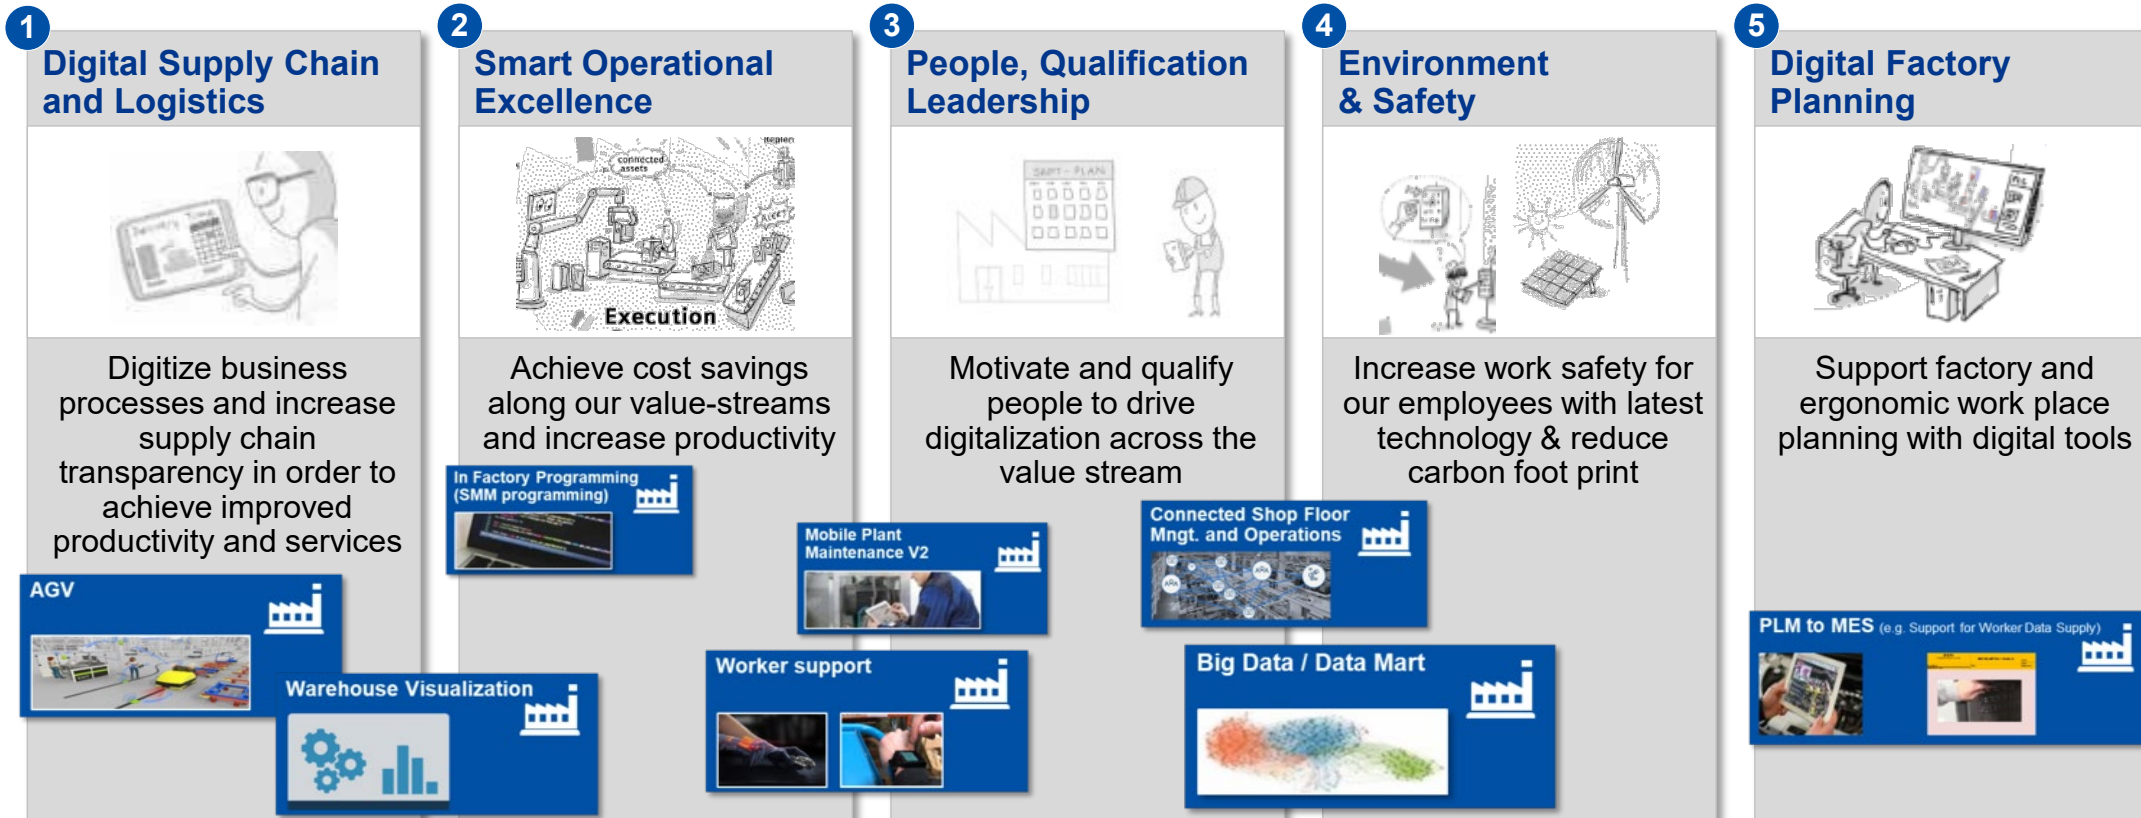 1
Digital Supply Chain
and Logistics
Digitize business
processes and increase
supply chain
transparency in order to
achieve improved
productivity and services
AGV
Warehouse Visualization
2
Smart Operational
Excellence
connected
assets
Execution
Achieve cost savings
along our value-streams
and increase productivity
In Factory Programming
(SMM programming)
3
People, Qualification
Leadership
Motivate and qualify
people to drive
digitalization across the
value stream
Mobile Plant
Maintenance V2
Worker support
4
Environment
& Safety
Increase work safety for
our employees with latest
technology & reduce
carbon foot print
Connected Shop Floor
Mngt. and Operations
Big Data / Data Mart
5
Digital Factory
Planning
Support factory and
ergonomic work place
planning with digital tools
PLM to MES (e.g. Support for Worker Data Supply)